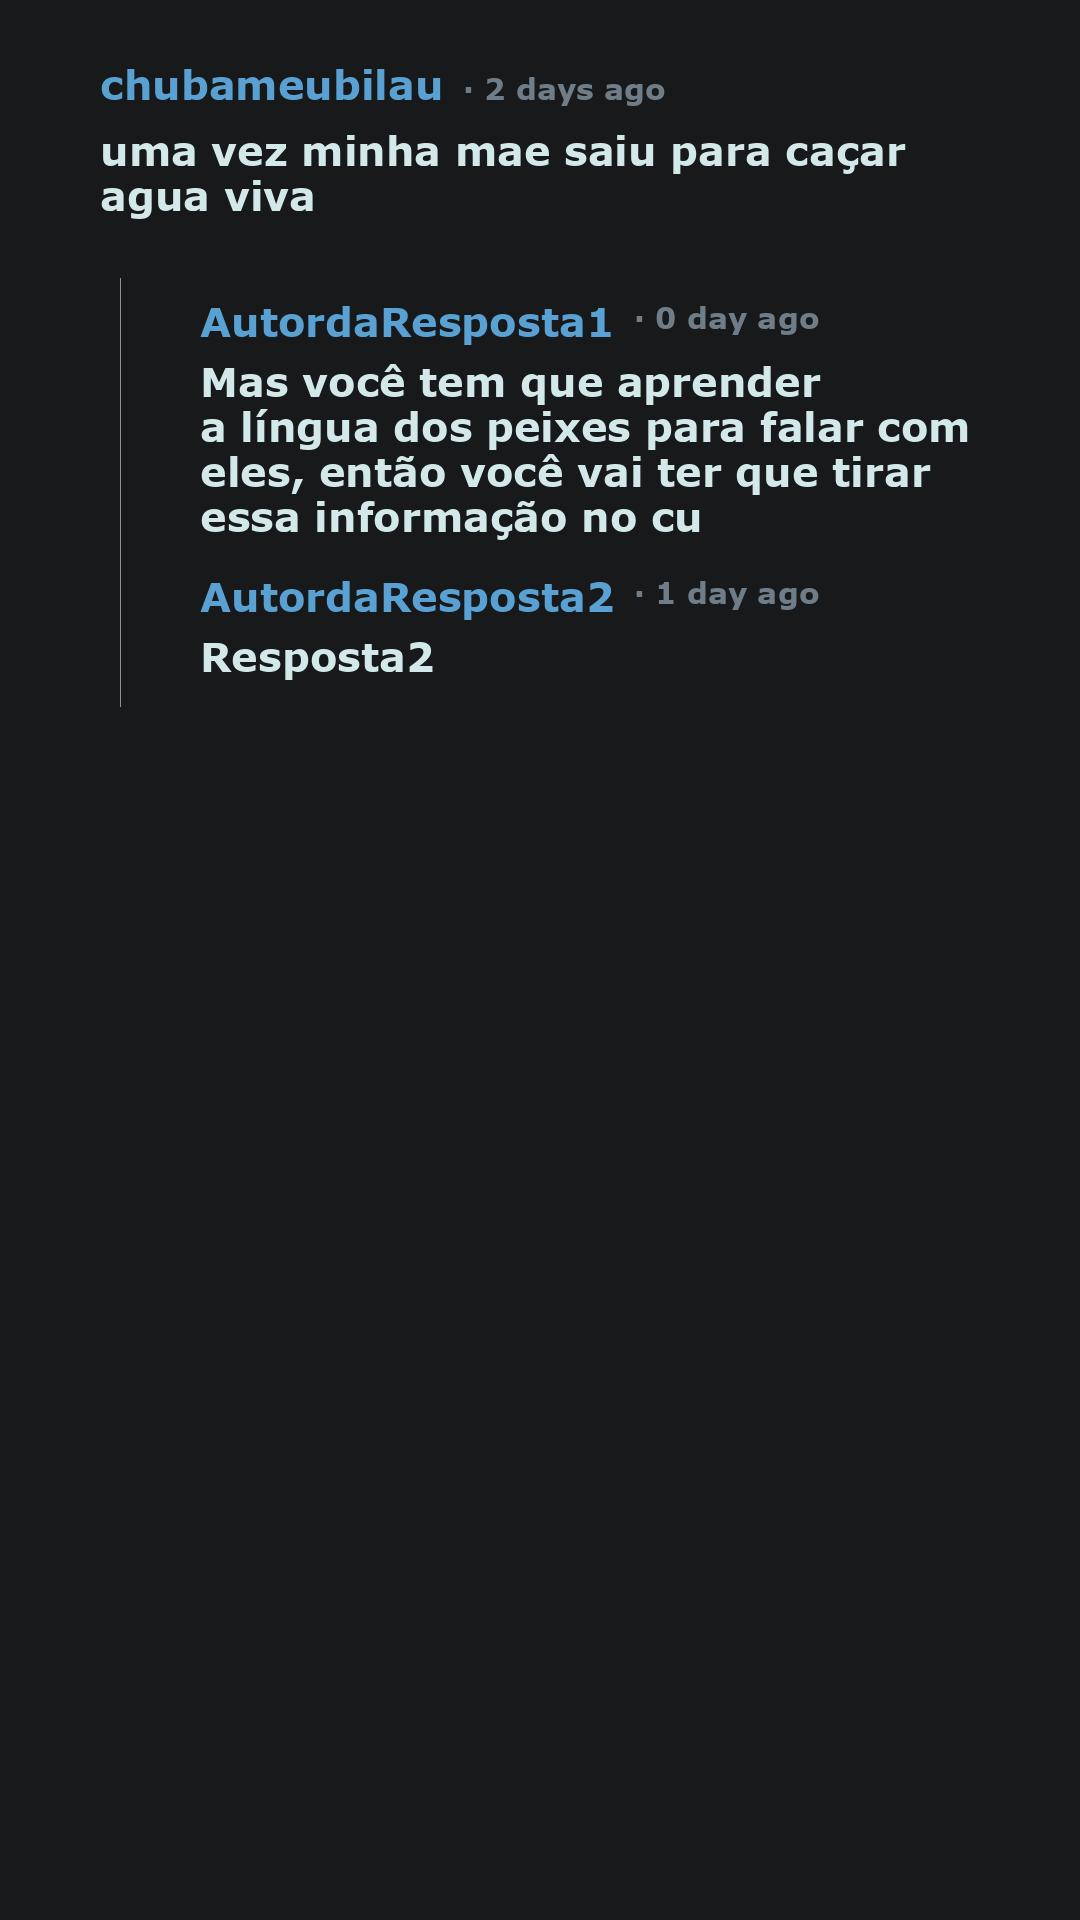 chubameubilau · 2 days ago
uma vez minha mae saiu para caçar
agua viva
AutordaResposta1 · 0 day ago
Mas você tem que aprender
a língua dos peixes para falar com
eles, então você vai ter que tirar
essa informação no cu
AutordaResposta2 · 1 day ago
Resposta2